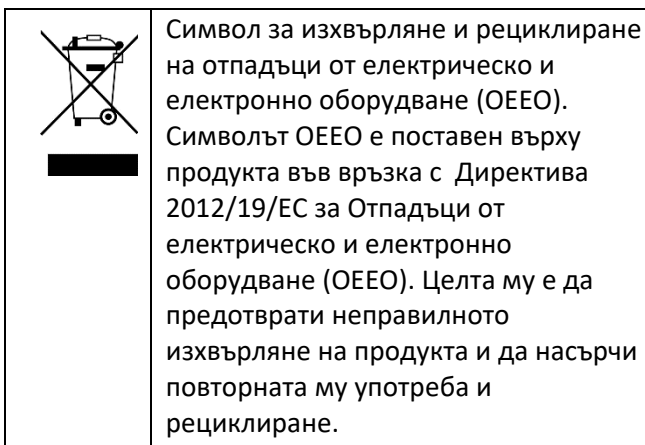 Символ за изхвърляне и рециклиране
на отпадъци от електрическо и
електронно оборудване (ОЕЕО).
Символът ОЕЕО е поставен върху
продукта във връзка с  Директива
2012/19/ЕС за Отпадъци от
електрическо и електронно
оборудване (ОЕЕО). Целта му е да
предотврати неправилното
изхвърляне на продукта и да насърчи
повторната му употреба и
рециклиране.